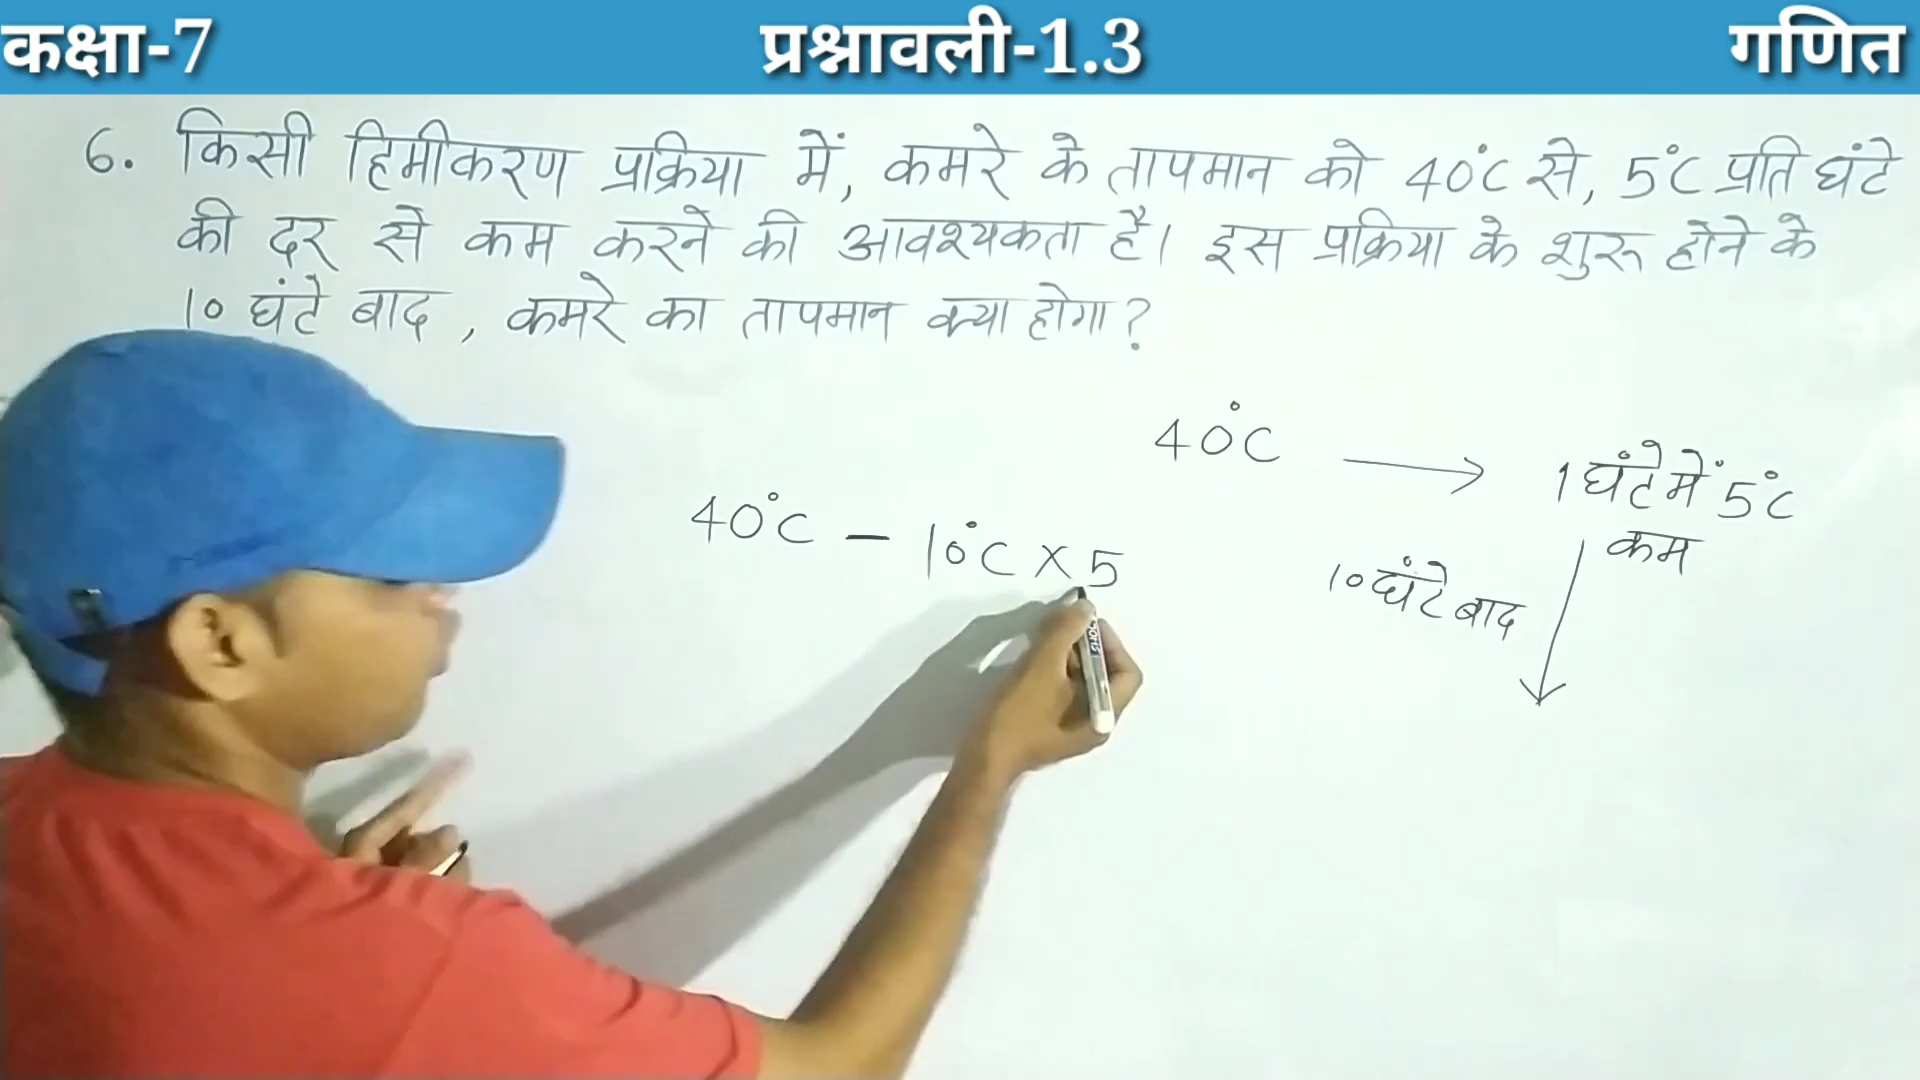 कक्षा-7 प्रश्नावली-1.3 गणित
6. किसी हिमीकरण प्रक्रिया में, कमरे के तापमान को 40°C से, 5°C प्रति घंटे
की दर से कम करने की आवश्यकता है। इस प्रक्रिया के शुरू होने के
10 घंटे बाद, कमरे का तापमान क्या होगा?
40°C → 1 घंटे में 5°C
कम
40°C - 10°C × 5
10 घंटे बाद